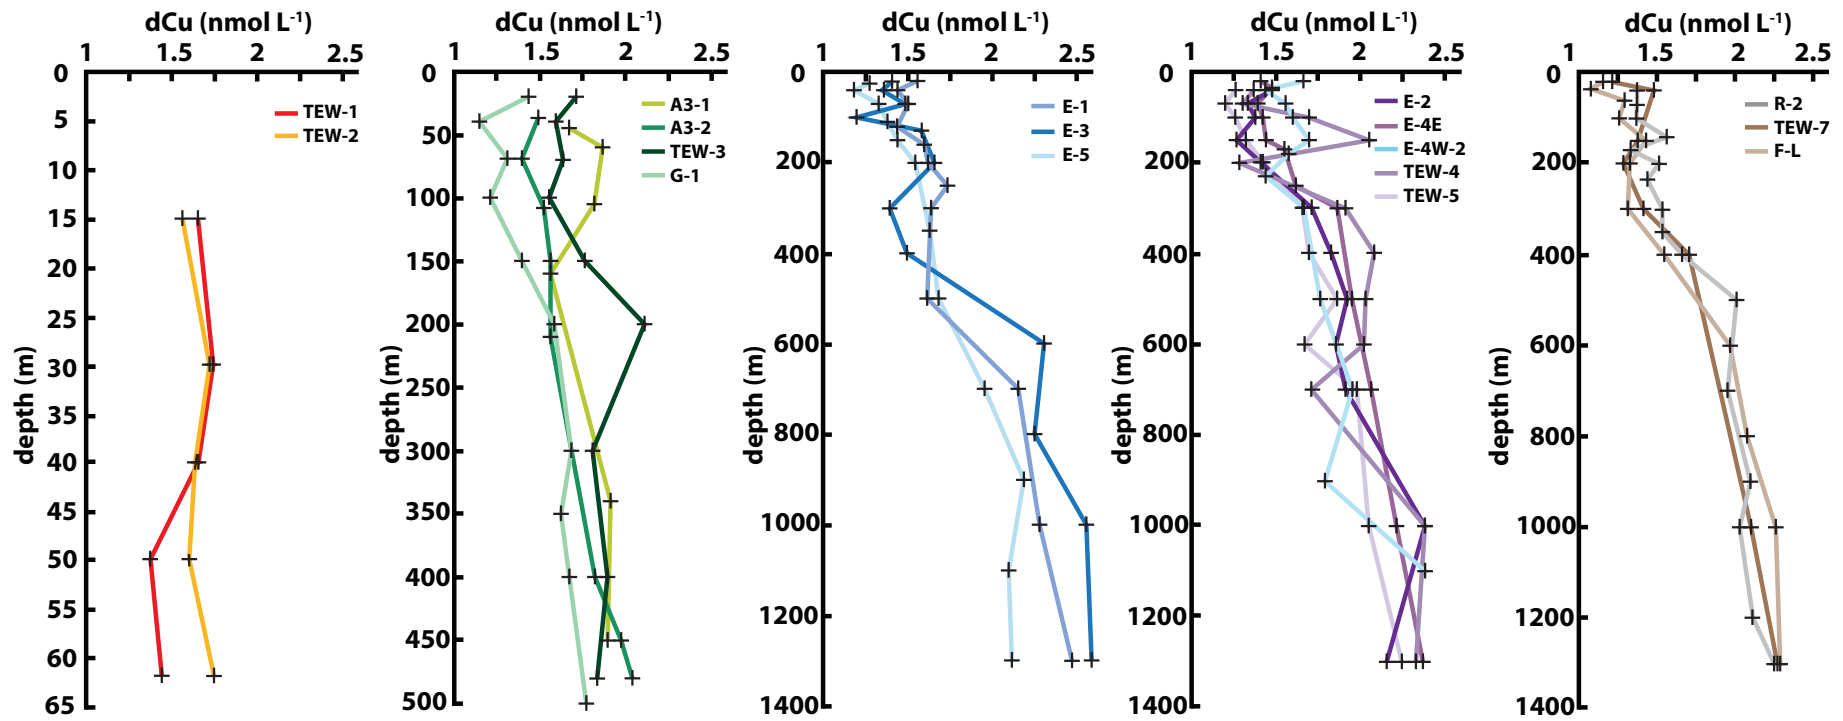 dCu (nmol L⁻¹)
1 1.5 2 2.5
0
5
10
15
20
25
30
35
40
45
50
55
60
65
depth (m)
TEW-1
TEW-2
dCu (nmol L⁻¹)
1 1.5 2 2.5
0
50
100
150
200
250
300
350
400
450
500
depth (m)
A3-1
A3-2
TEW-3
G-1
dCu (nmol L⁻¹)
1 1.5 2 2.5
0
200
400
600
800
1000
1200
1400
depth (m)
E-1
E-3
E-5
dCu (nmol L⁻¹)
1 1.5 2 2.5
0
200
400
600
800
1000
1200
1400
depth (m)
E-2
E-4E
E-4W-2
TEW-4
TEW-5
dCu (nmol L⁻¹)
1 1.5 2 2.5
0
200
400
600
800
1000
1200
1400
depth (m)
R-2
TEW-7
F-L